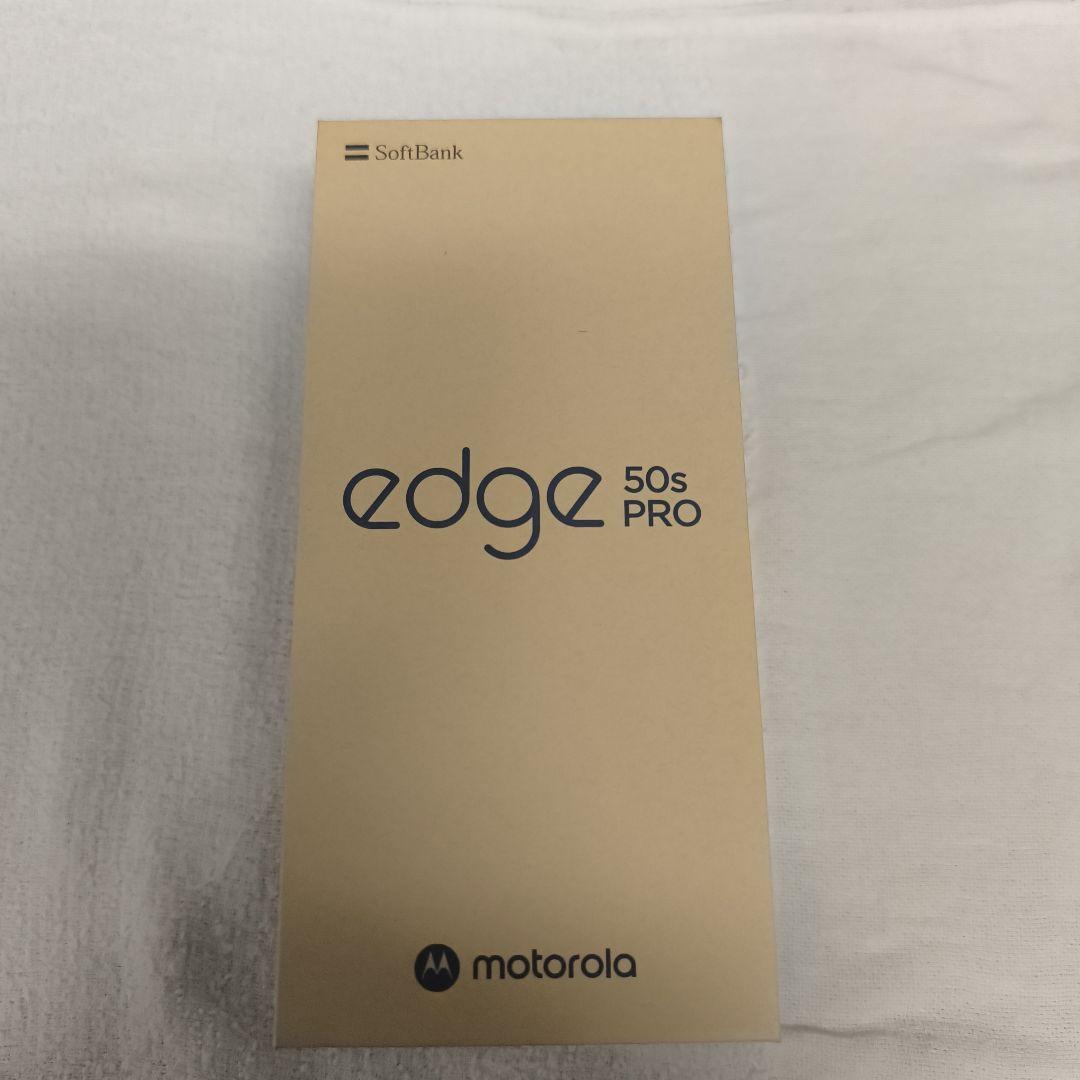 SoftBank
edge 50s
PRO
motorola